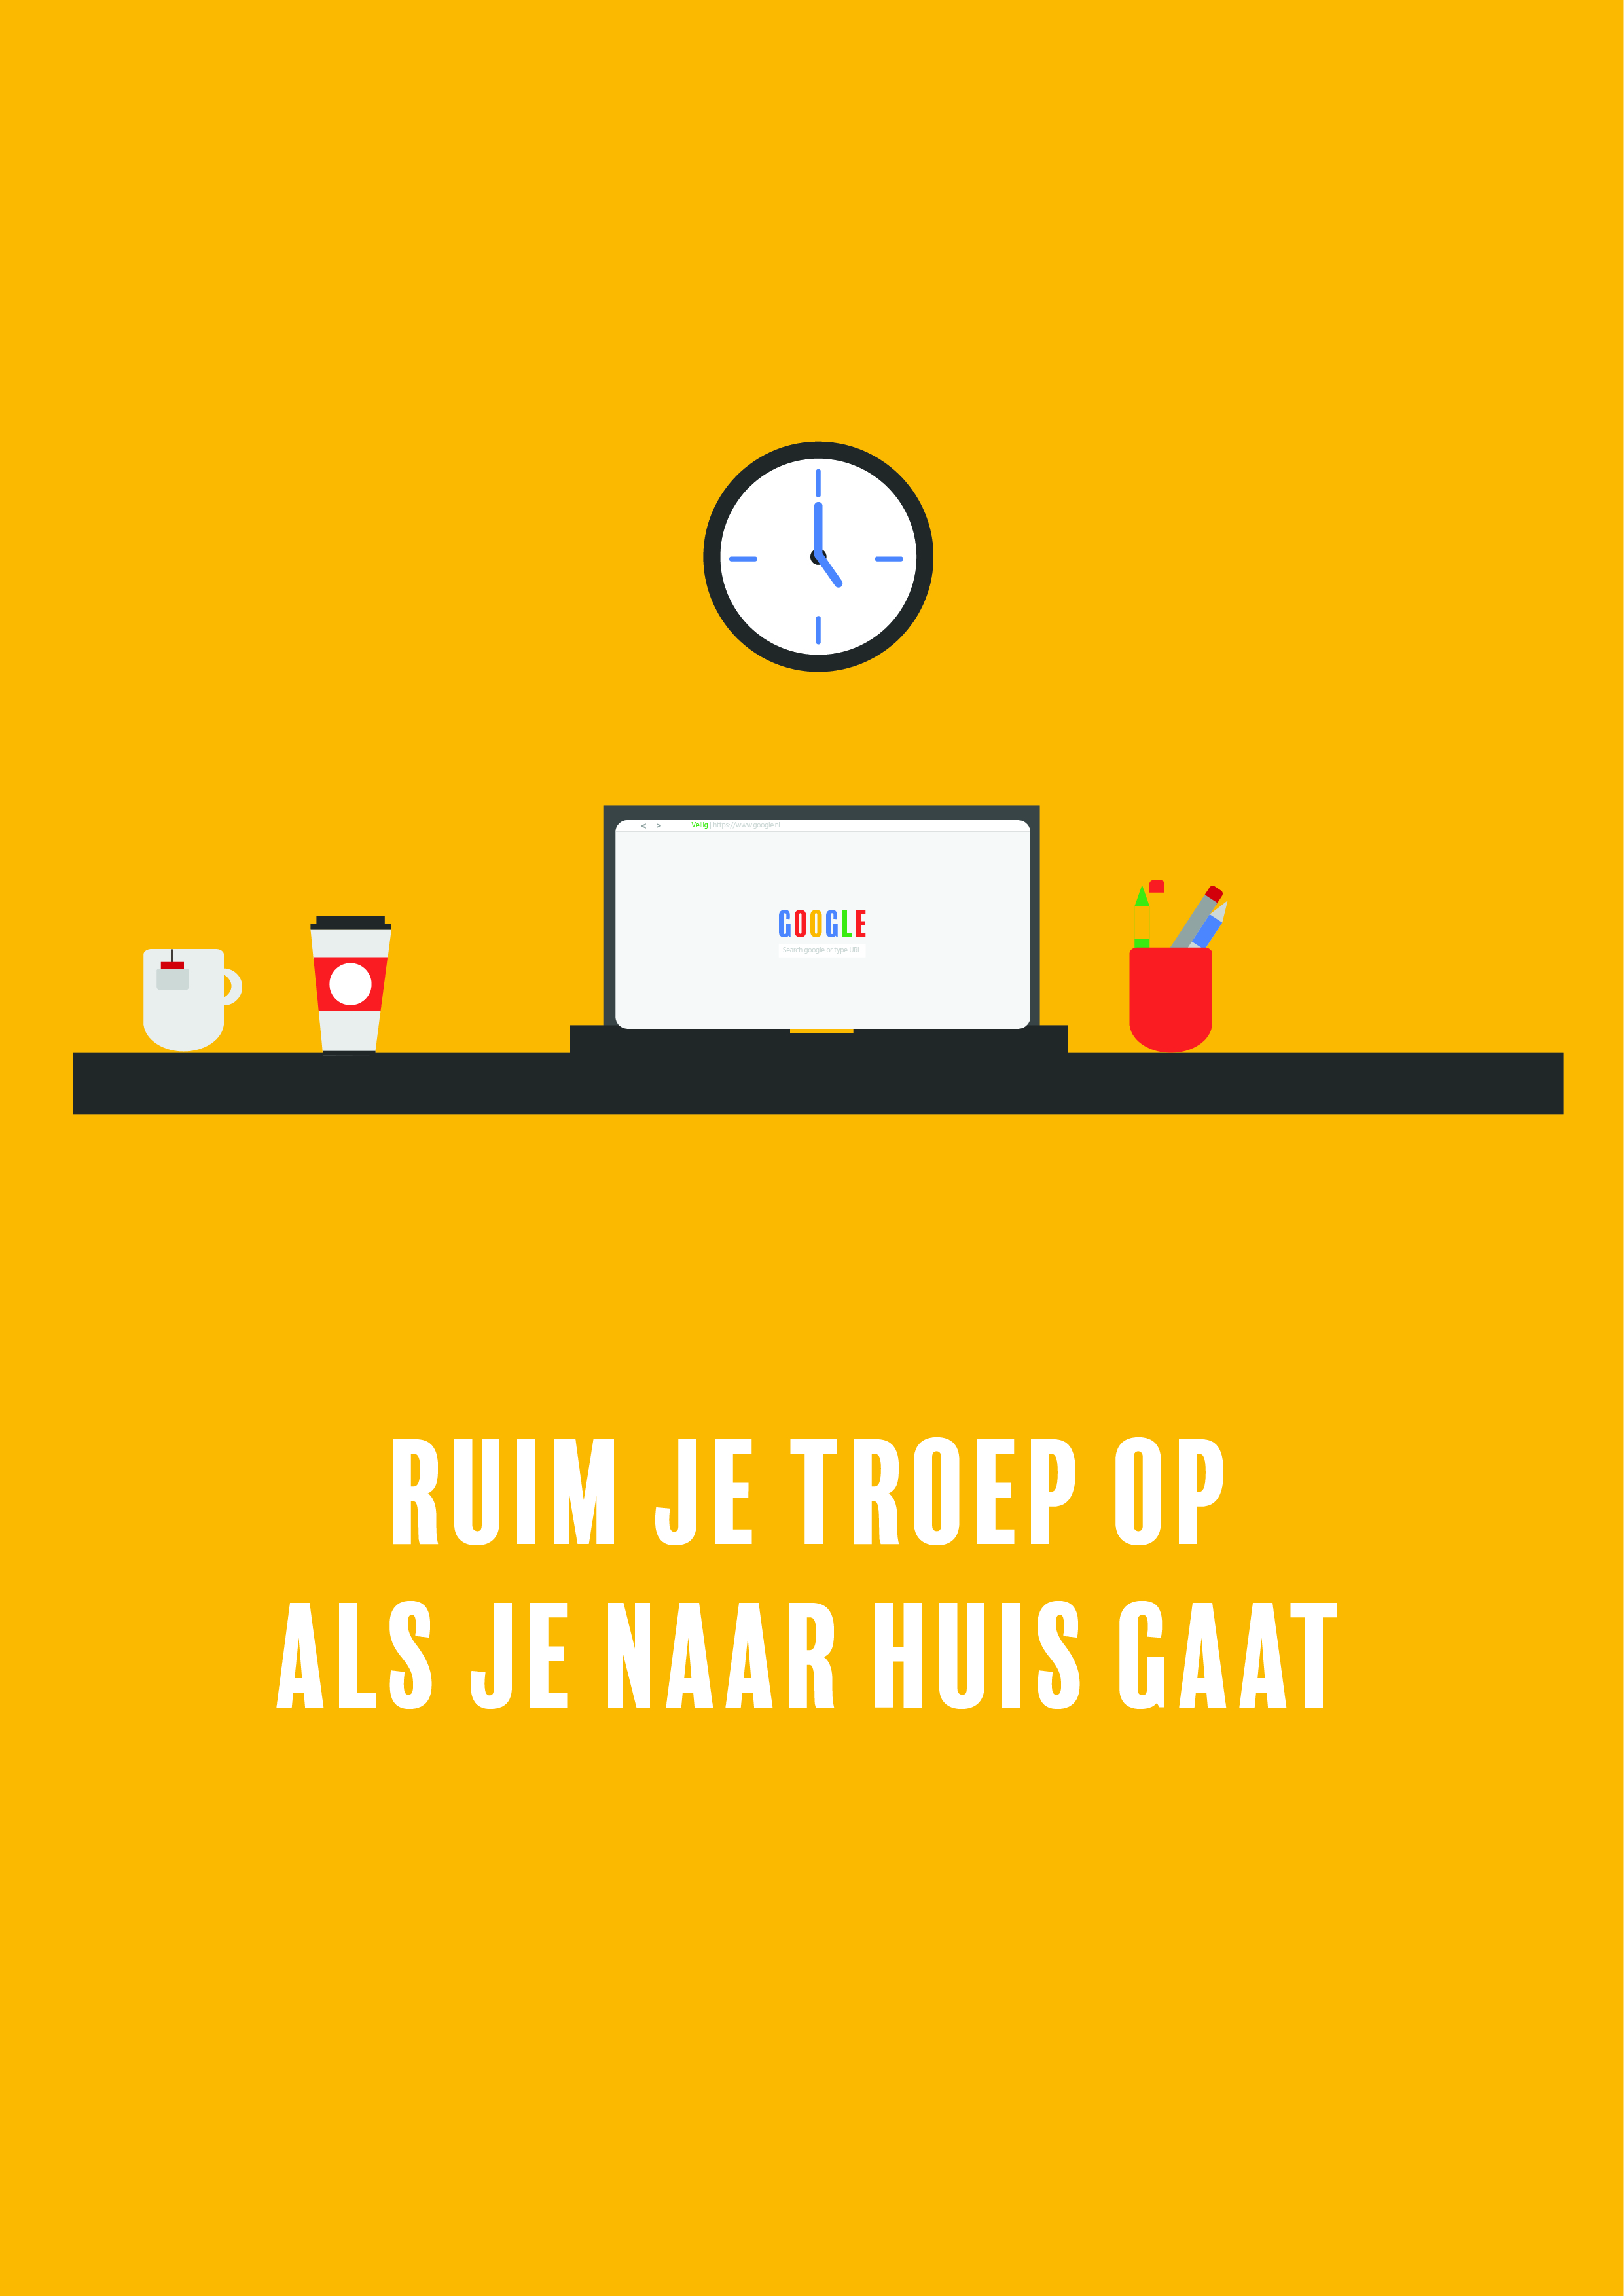 < > Veilig | https://www.google.nl
GOOGLE
Search google or type URL
RUIM JE TROEP OP
ALS JE NAAR HUIS GAAT